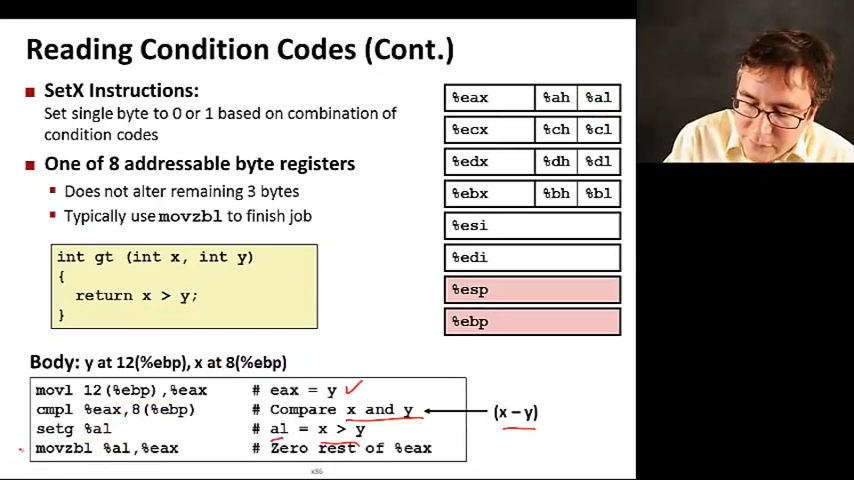 Reading Condition Codes (Cont.)
SetX Instructions:
Set single byte to 0 or 1 based on combination of
condition codes
One of 8 addressable byte registers
Does not alter remaining 3 bytes
Typically use movzbl to finish job
int gt (int x, int y)
{
return x > y;
}
%eax %ah %al
%ecx %ch %cl
%edx %dh %dl
%ebx %bh %bl
%esi
%edi
%esp
%ebp
Body: y at 12(%ebp), x at 8(%ebp)
movl 12(%ebp),%eax # eax = y
cmpl %eax,8(%ebp) # Compare x and y (x – y)
setg %al # al = x > y
movzbl %al,%eax # Zero rest of %eax
x86